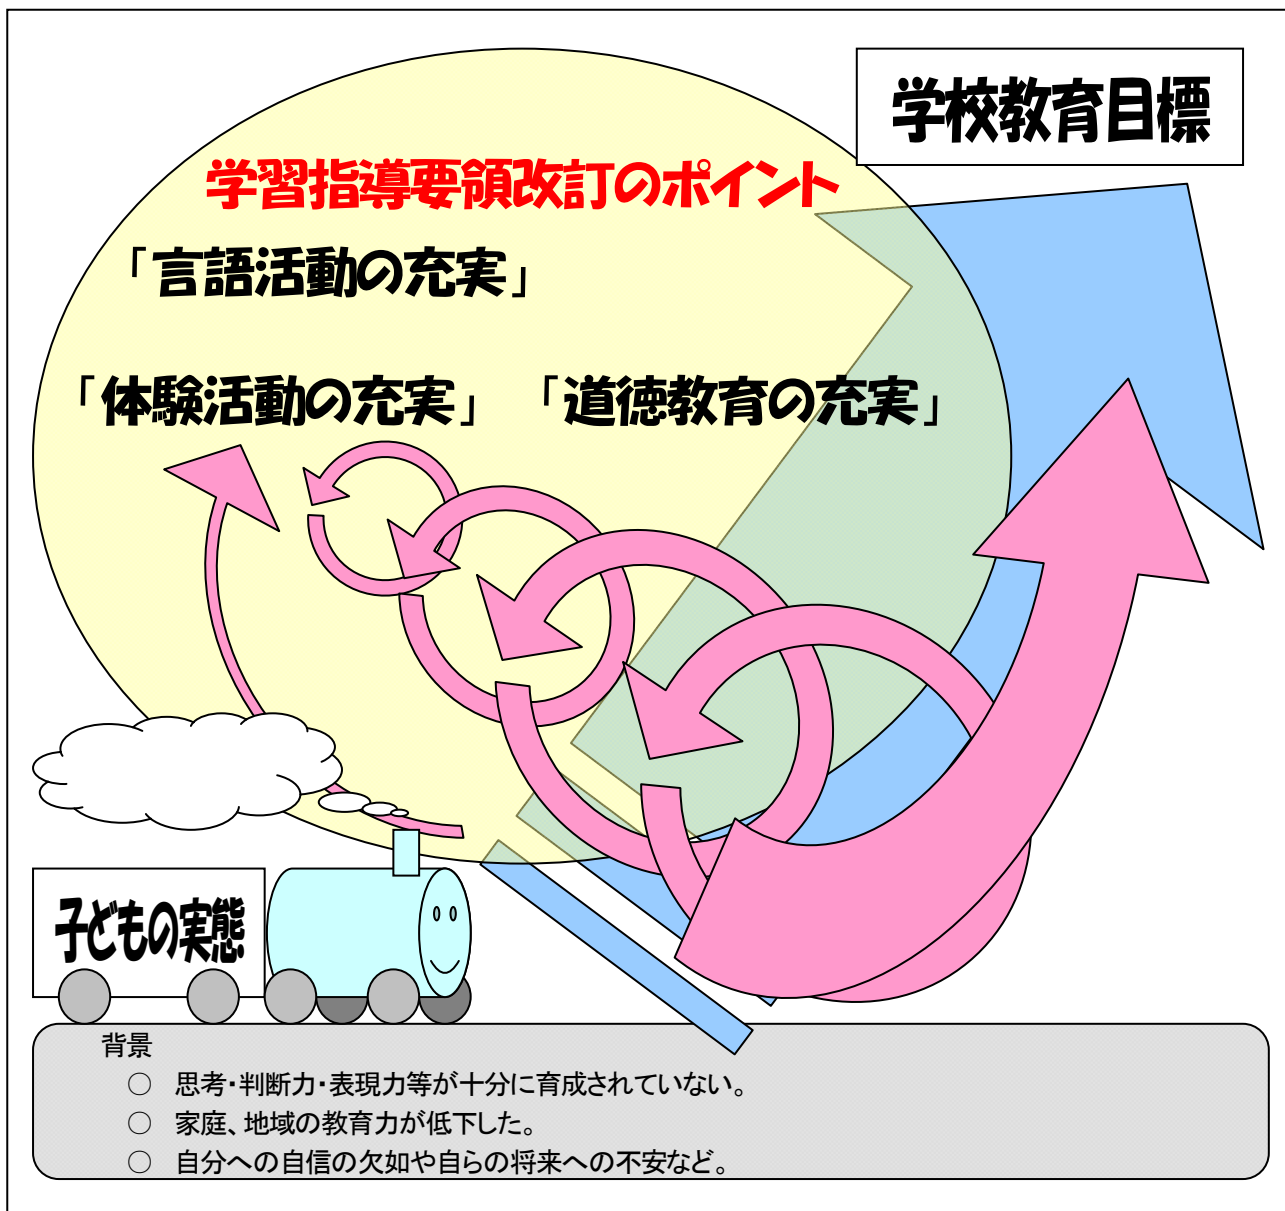 学校教育目標
学習指導要領改訂のポイント
「言語活動の充実」
「体験活動の充実」 「道徳教育の充実」
子どもの実態
背景
○ 思考・判断力・表現力等が十分に育成されていない。
○ 家庭、地域の教育力が低下した。
○ 自分への自信の欠如や自らの将来への不安など。